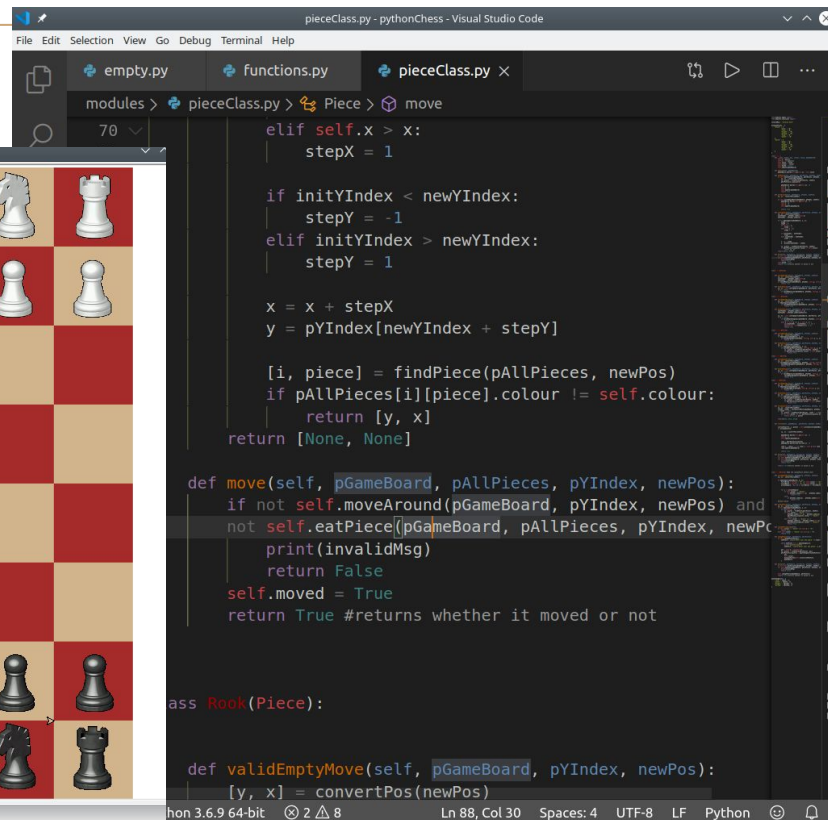 pieceClass.py - pythonChess - Visual Studio Code
File Edit Selection View Go Debug Terminal Help
empty.py functions.py pieceClass.py
modules > pieceClass.py > Piece > move
70 elif self.x > x:
stepX = 1
if initYIndex < newYIndex:
stepY = -1
elif initYIndex > newYIndex:
stepY = 1
x = x + stepX
y = pYIndex[newYIndex + stepY]
[i, piece] = findPiece(pAllPieces, newPos)
if pAllPieces[i][piece].colour != self.colour:
return [y, x]
return [None, None]
def move(self, pGameBoard, pAllPieces, pYIndex, newPos):
if not self.moveAround(pGameBoard, pYIndex, newPos) and
not self.eatPiece(pGameBoard, pAllPieces, pYIndex, newPo
print(invalidMsg)
return False
self.moved = True
return True #returns whether it moved or not
ass Rook(Piece):
def validEmptyMove(self, pGameBoard, pYIndex, newPos):
[y, x] = convertPos(newPos)
hon 3.6.9 64-bit 2 8 Ln 88, Col 30 Spaces: 4 UTF-8 LF Python